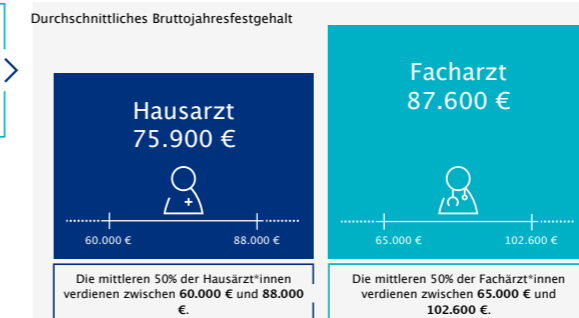 Durchschnittliches Bruttojahresfestgehalt
Hausarzt
75.900 €
60.000 €
88.000 €
Die mittleren 50% der Hausärzt*innen
verdienen zwischen 60.000 € und 88.000
€.
Facharzt
87.600 €
65.000 €
102.600 €
Die mittleren 50% der Fachärzt*innen
verdienen zwischen 65.000 € und
102.600 €.